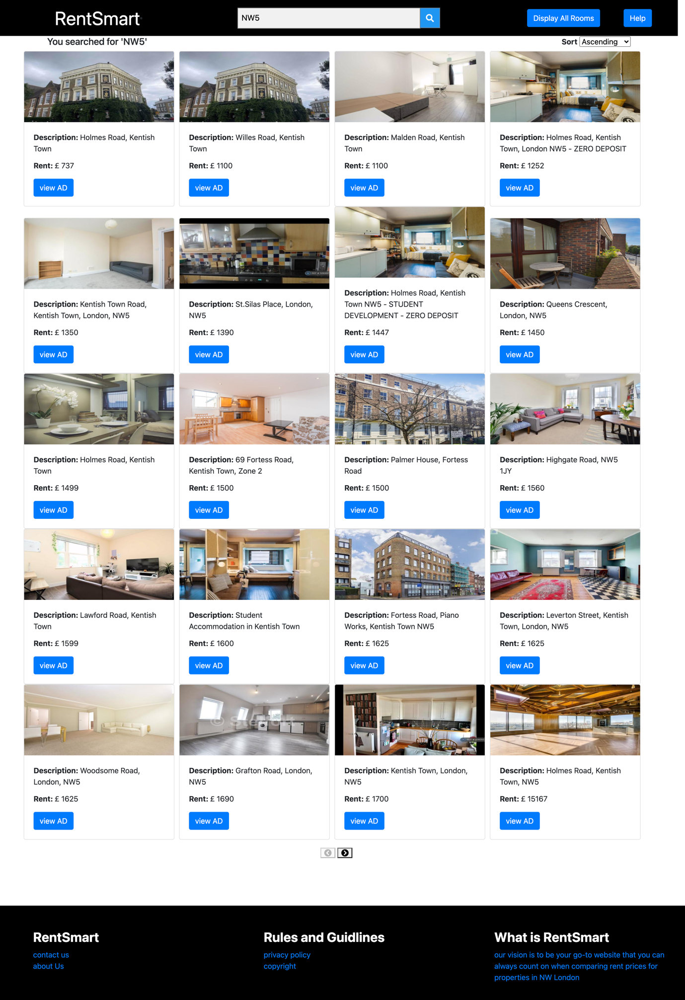 RentSmart
NW5
Display All Rooms
Help
You searched for 'NW5'
Sort Ascending
Description: Holmes Road, Kentish
Town
Rent: £ 737
view AD
Description: Willes Road, Kentish
Town
Rent: £ 1100
view AD
Description: Malden Road, Kentish
Town
Rent: £ 1100
view AD
Description: Holmes Road, Kentish
Town, London NW5 - ZERO DEPOSIT
Rent: £ 1252
view AD
Description: Kentish Town Road,
Kentish Town, London, NW5
Rent: £ 1350
view AD
Description: St.Silas Place, London,
NW5
Rent: £ 1390
view AD
Description: Holmes Road, Kentish
Town NW5 - STUDENT
DEVELOPMENT - ZERO DEPOSIT
Rent: £ 1447
view AD
Description: Queens Crescent,
London, NW5
Rent: £ 1450
view AD
Description: Holmes Road, Kentish
Town
Rent: £ 1499
view AD
Description: 69 Fortess Road,
Kentish Town, Zone 2
Rent: £ 1500
view AD
Description: Palmer House, Fortess
Road
Rent: £ 1500
view AD
Description: Highgate Road, NW5
1JY
Rent: £ 1560
view AD
Description: Lawford Road, Kentish
Town
Rent: £ 1599
view AD
Description: Student
Accommodation in Kentish Town
Rent: £ 1600
view AD
Description: Fortess Road, Piano
Works, Kentish Town NW5
Rent: £ 1625
view AD
Description: Leverton Street, Kentish
Town, London, NW5
Rent: £ 1625
view AD
Description: Woodsome Road,
London, NW5
Rent: £ 1625
view AD
Description: Grafton Road, London,
NW5
Rent: £ 1690
view AD
Description: Kentish Town, London,
NW5
Rent: £ 1700
view AD
Description: Holmes Road, Kentish
Town, NW5
Rent: £ 15167
view AD
RentSmart
contact us
about Us
Rules and Guidlines
privacy policy
copyright
What is RentSmart
our vision is to be your go-to website that you can
always count on when comparing rent prices for
properties in NW London